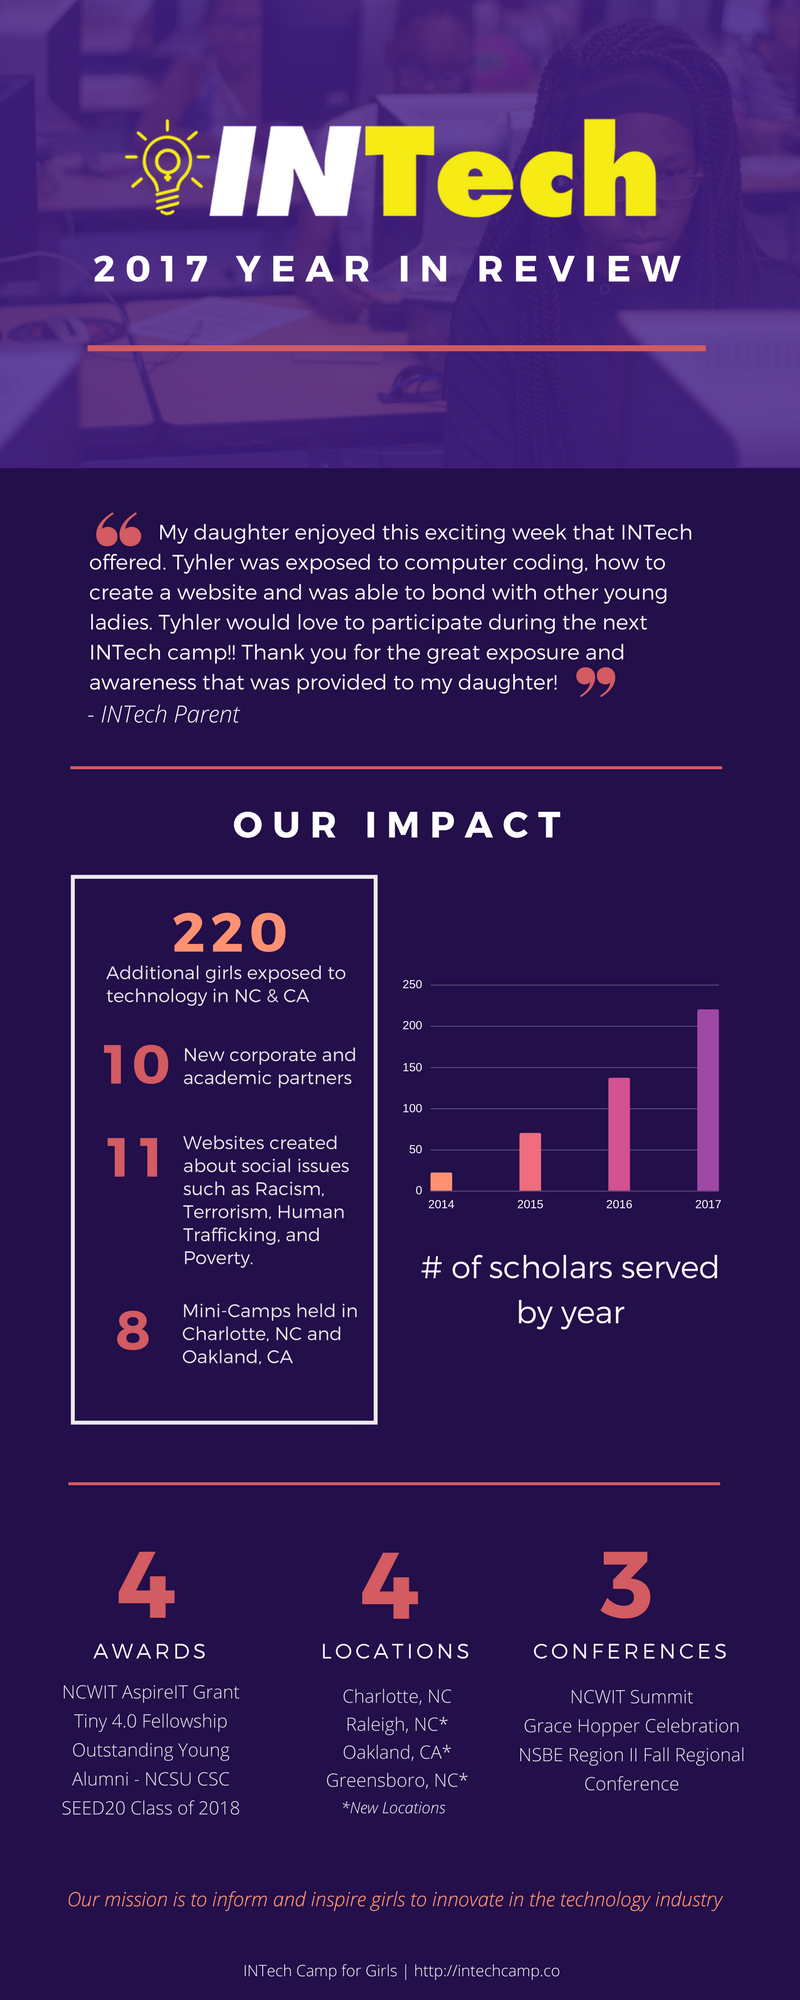 INTech
2017 YEAR IN REVIEW
“ My daughter enjoyed this exciting week that INTech
offered. Tyhler was exposed to computer coding, how to
create a website and was able to bond with other young
ladies. Tyhler would love to participate during the next
INTech camp!! Thank you for the great exposure and
awareness that was provided to my daughter! ”
- INTech Parent
OUR IMPACT
220
Additional girls exposed to
technology in NC & CA
10
New corporate and
academic partners
11
Websites created
about social issues
such as Racism,
Terrorism, Human
Trafficking, and
Poverty.
8
Mini-Camps held in
Charlotte, NC and
Oakland, CA
250
200
150
100
50
0
2014 2015 2016 2017
# of scholars served
by year
4
AWARDS
NCWIT AspireIT Grant
Tiny 4.0 Fellowship
Outstanding Young
Alumni - NCSU CSC
SEED20 Class of 2018
4
LOCATIONS
Charlotte, NC
Raleigh, NC*
Oakland, CA*
Greensboro, NC*
*New Locations
3
CONFERENCES
NCWIT Summit
Grace Hopper Celebration
NSBE Region II Fall Regional
Conference
Our mission is to inform and inspire girls to innovate in the technology industry
INTech Camp for Girls | http://intechcamp.co